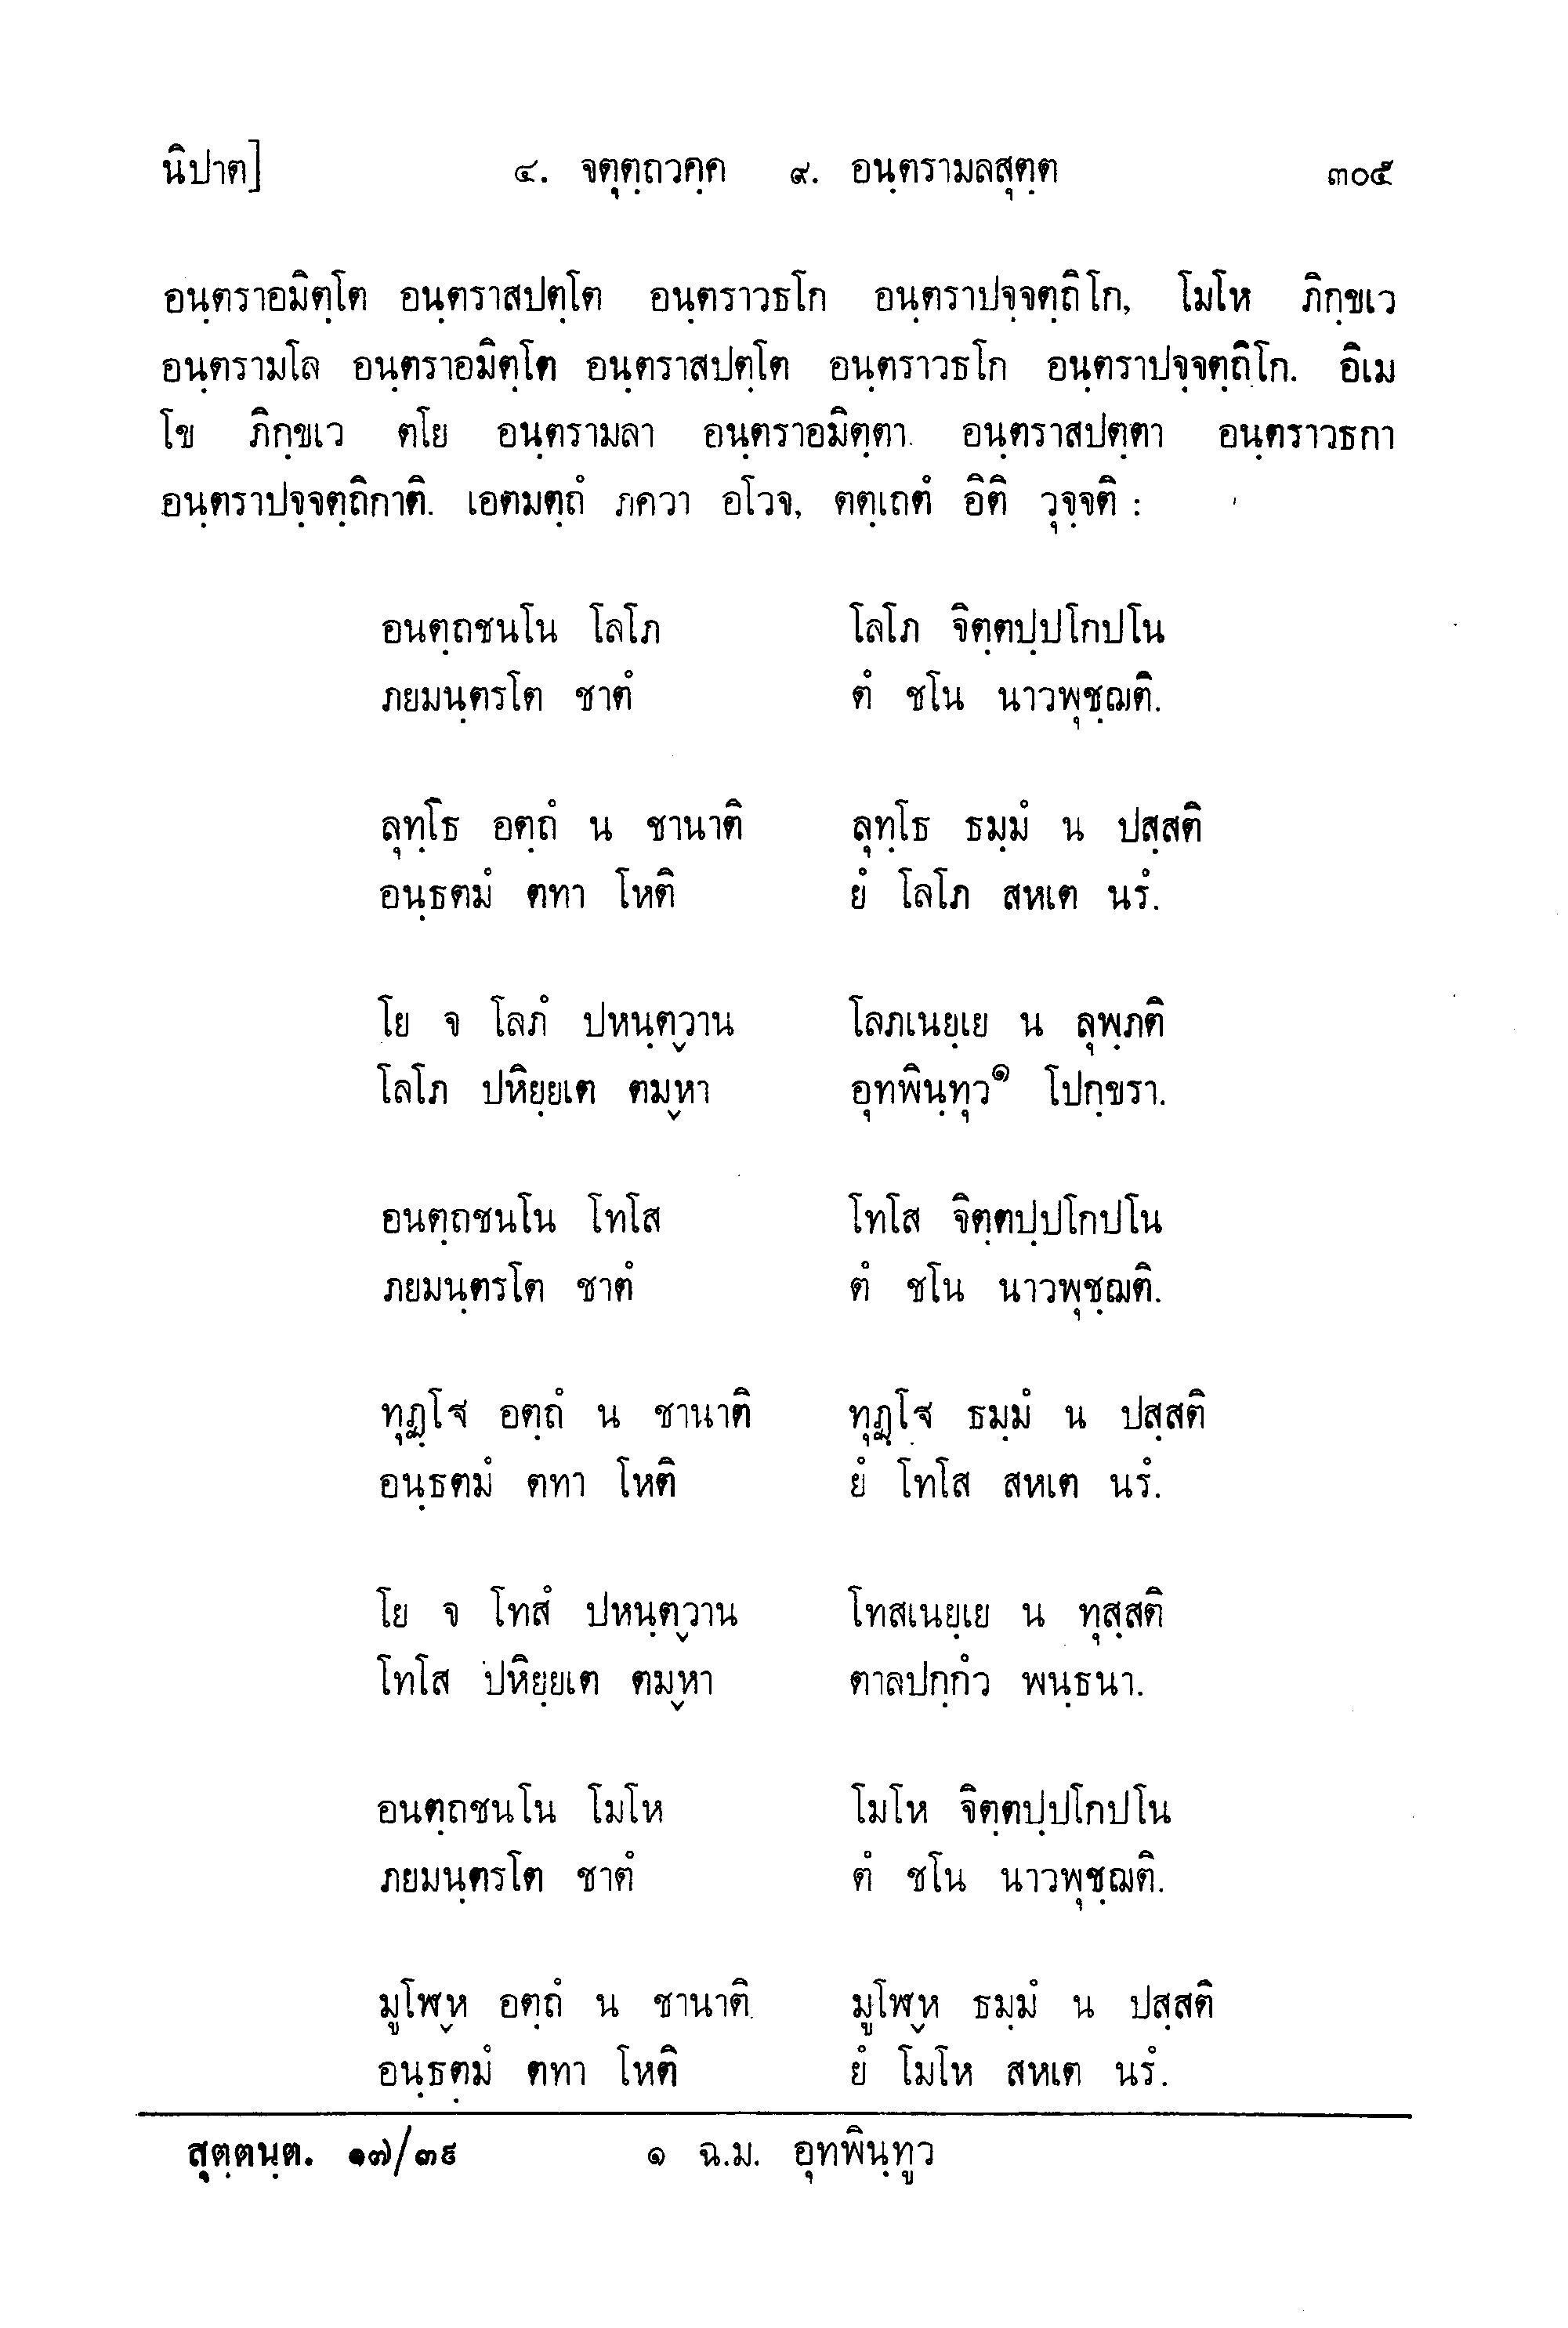 นิปาต] ๔. จตุตฺถวคฺค ๙. อนฺตรามลสุตฺต ๓๐๕
อนฺตราอมิตฺโต อนฺตราสปตฺโต อนฺตราวธโก อนฺตราปจฺจตฺถิโก, โมโห ภิกฺขเว
อนฺตรามโล อนฺตราอมิตฺโต อนฺตราสปตฺโต อนฺตราวธโก อนฺตราปจฺจตฺถิโก. อิเม
โข ภิกฺขเว ตโย อนฺตรามลา อนฺตราอมิตฺตา อนฺตราสปตฺตา อนฺตราวธกา
อนฺตราปจฺจตฺถิกาติ. เอตมตฺถํ ภควา อโวจ, ตตฺเถตํ อิติ วุจฺจติ :
อนตฺถชนโน โลโภ โลโภ จิตฺตปฺปโกปโน
ภยมนฺตรโต ชาตํ ตํ ชโน นาวพุชฺฌติ.
ลุทฺโธ อตฺถํ น ชานาติ ลุทฺโธ ธมฺมํ น ปสฺสติ
อนฺธตมํ ตทา โหติ ยํ โลโภ สหเต นรํ.
โย จ โลภํ ปหนฺตฺวาน โลภเนยฺเย น ลุพฺภติ
โลโภ ปหิยฺยเต ตมฺหา อุทพินฺทุว๑ โปกฺขรา.
อนตฺถชนโน โทโส โทโส จิตฺตปฺปโกปโน
ภยมนฺตรโต ชาตํ ตํ ชโน นาวพุชฺฌติ.
ทุฏฺโฐ อตฺถํ น ชานาติ ทุฏฺโฐ ธมฺมํ น ปสฺสติ
อนฺธตมํ ตทา โหติ ยํ โทโส สหเต นรํ.
โย จ โทสํ ปหนฺตฺวาน โทสเนยฺเย น ทุสฺสติ
โทโส ปหิยฺยเต ตมฺหา ตาลปกฺกํว พนฺธนา.
อนตฺถชนโน โมโห โมโห จิตฺตปฺปโกปโน
ภยมนฺตรโต ชาตํ ตํ ชโน นาวพุชฺฌติ.
มูโฬฺห อตฺถํ น ชานาติ มูโฬฺห ธมฺมํ น ปสฺสติ
อนฺธตฺมํ ตทา โหติ ยํ โมโห สหเต นรํ.
สุตฺตนฺต. ๑๗/๓๙ ๑ ฉ.ม. อุทพินฺทูว